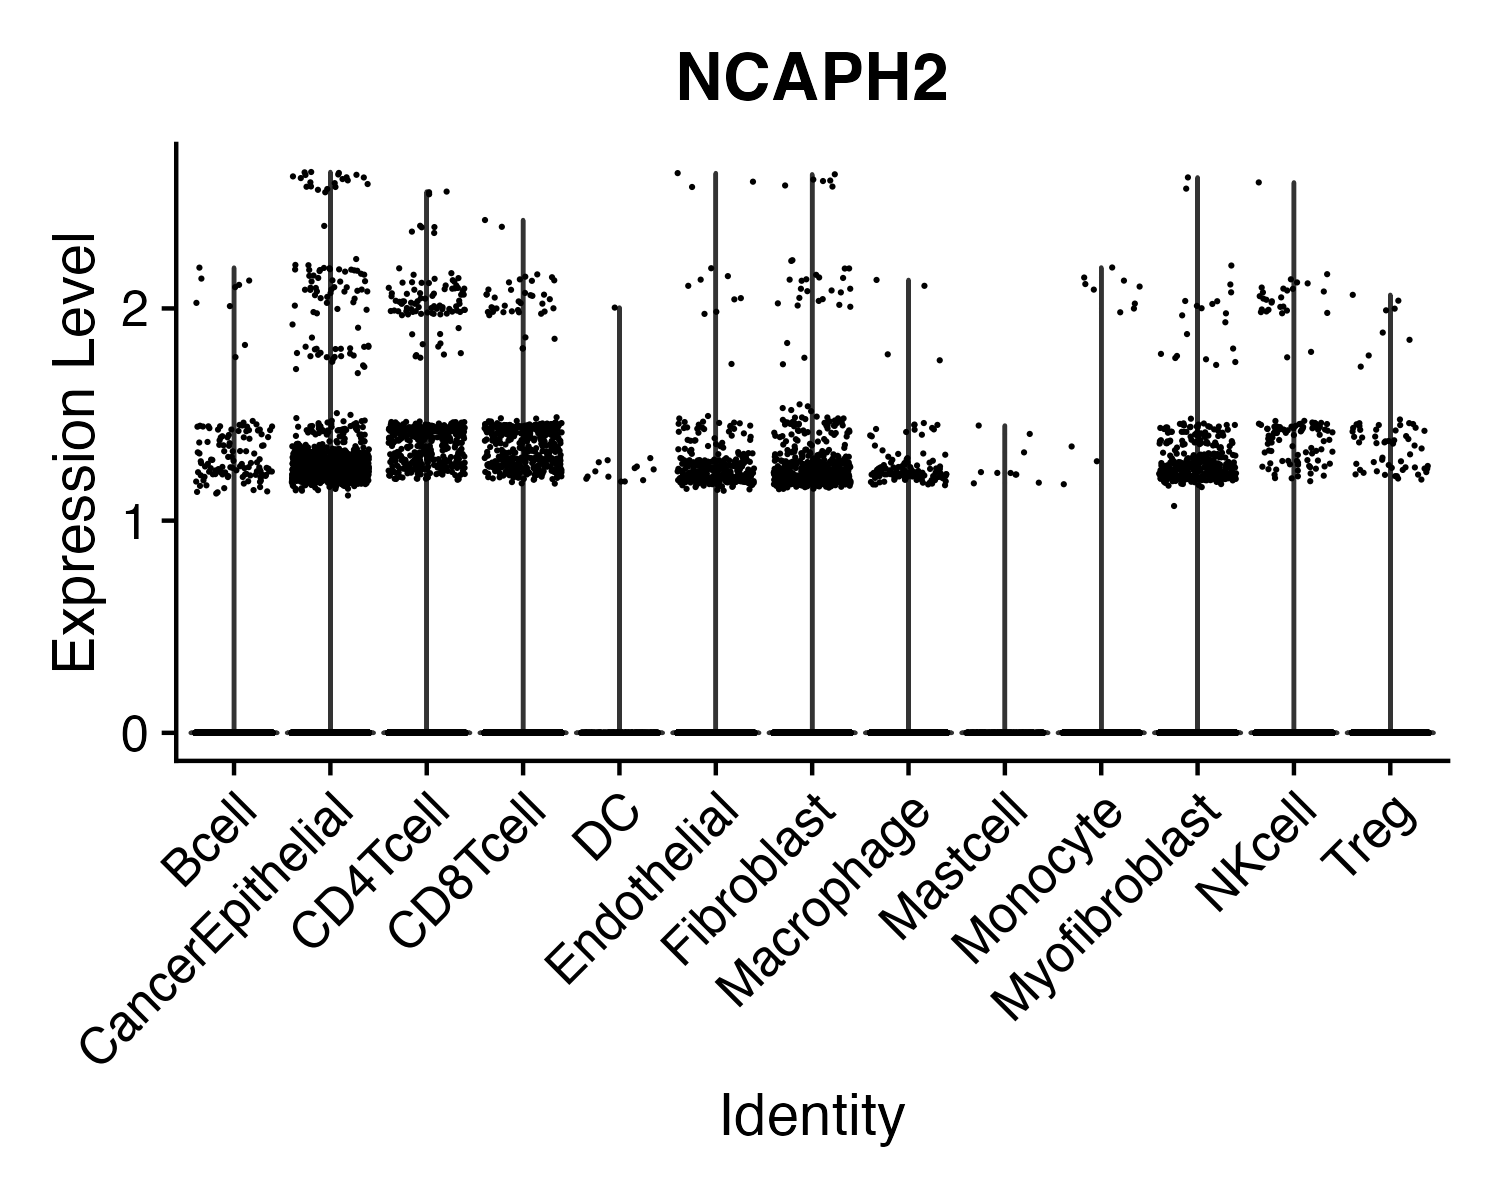 NCAPH2
Expression Level
2
1
0
Bcell
CancerEpithelial
CD4Tcell
CD8Tcell
DC
Endothelial
Fibroblast
Macrophage
Mastcell
Monocyte
Myofibroblast
NKcell
Treg
Identity